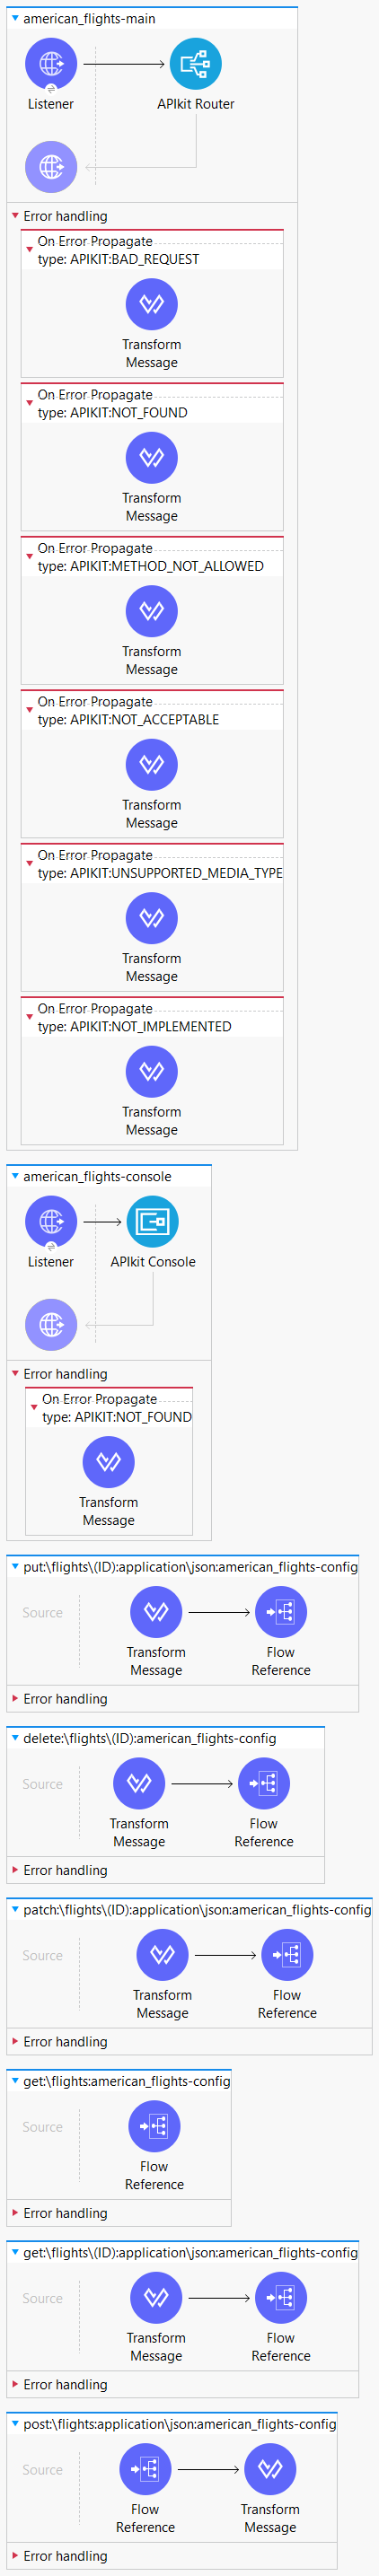 american_flights-main
Listener
APIkit Router
Error handling
On Error Propagate
type: APIKIT:BAD_REQUEST
Transform
Message
On Error Propagate
type: APIKIT:NOT_FOUND
Transform
Message
On Error Propagate
type: APIKIT:METHOD_NOT_ALLOWED
Transform
Message
On Error Propagate
type: APIKIT:NOT_ACCEPTABLE
Transform
Message
On Error Propagate
type: APIKIT:UNSUPPORTED_MEDIA_TYPE
Transform
Message
On Error Propagate
type: APIKIT:NOT_IMPLEMENTED
Transform
Message
american_flights-console
Listener
APIkit Console
Error handling
On Error Propagate
type: APIKIT:NOT_FOUND
Transform
Message
put:\flights\(ID):application\json:american_flights-config
Source
Transform
Message
Flow
Reference
Error handling
delete:\flights\(ID):american_flights-config
Source
Transform
Message
Flow
Reference
Error handling
patch:\flights\(ID):application\json:american_flights-config
Source
Transform
Message
Flow
Reference
Error handling
get:\flights:american_flights-config
Source
Flow
Reference
Error handling
get:\flights\(ID):application\json:american_flights-config
Source
Transform
Message
Flow
Reference
Error handling
post:\flights:application\json:american_flights-config
Source
Flow
Reference
Transform
Message
Error handling